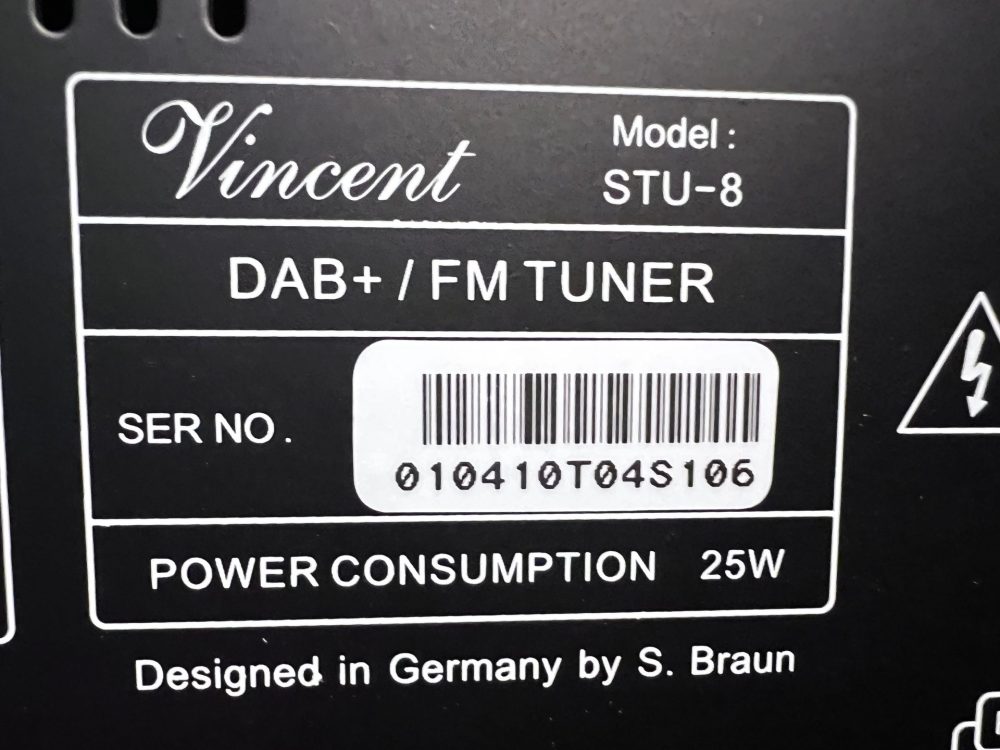 Vincent
Model :
STU-8
DAB+ / FM TUNER
SER NO .
010410T04S106
POWER CONSUMPTION 25W
Designed in Germany by S. Braun